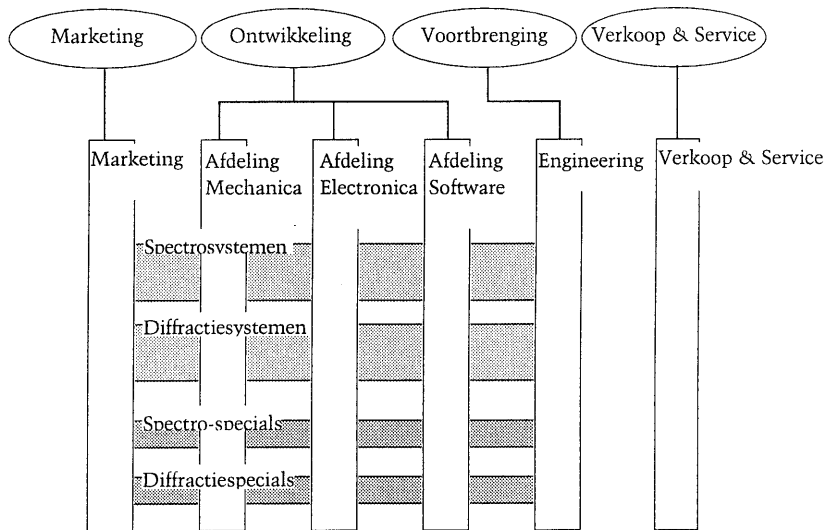 Marketing
Ontwikkeling
Voortbrenging
Verkoop & Service
Marketing
Afdeling
Mechanica
Afdeling
Electronica
Afdeling
Software
Engineering
Verkoop & Service
Spectrosystemen
Diffractiesystemen
Spectro-specials
Diffractiespecials